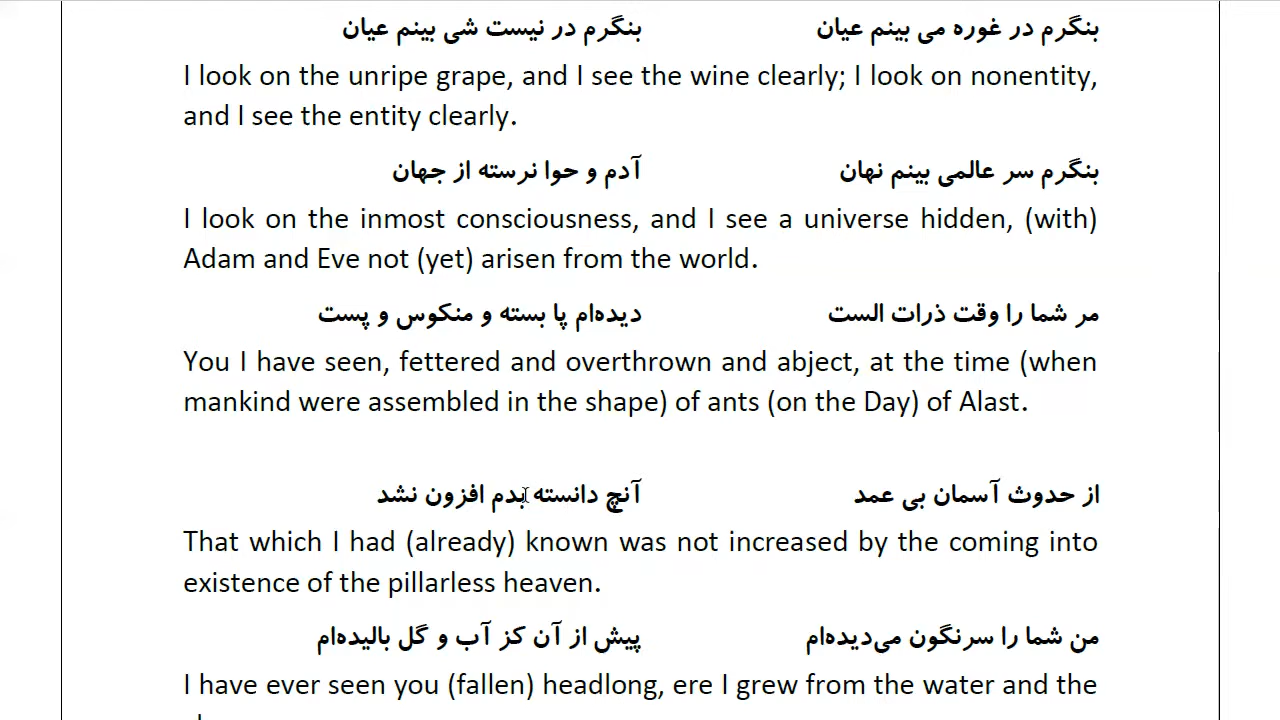 بنگرم در غوره می بینم عیان بنگرم در نیست شی بینم عیان
I look on the unripe grape, and I see the wine clearly; I look on nonentity,
and I see the entity clearly.
بنگرم سر عالمی بینم نهان آدم و حوا نرسته از جهان
I look on the inmost consciousness, and I see a universe hidden, (with)
Adam and Eve not (yet) arisen from the world.
مر شما را وقت ذرات الست دیده‌ام پا بسته و منکوس و پست
You I have seen, fettered and overthrown and abject, at the time (when
mankind were assembled in the shape) of ants (on the Day) of Alast.
از حدوث آسمان بی عمد آنچ دانسته بدم افزون نشد
That which I had (already) known was not increased by the coming into
existence of the pillarless heaven.
من شما را سرنگون می‌دیده‌ام پیش از آن کز آب و گل بالیده‌ام
I have ever seen you (fallen) headlong, ere I grew from the water and the